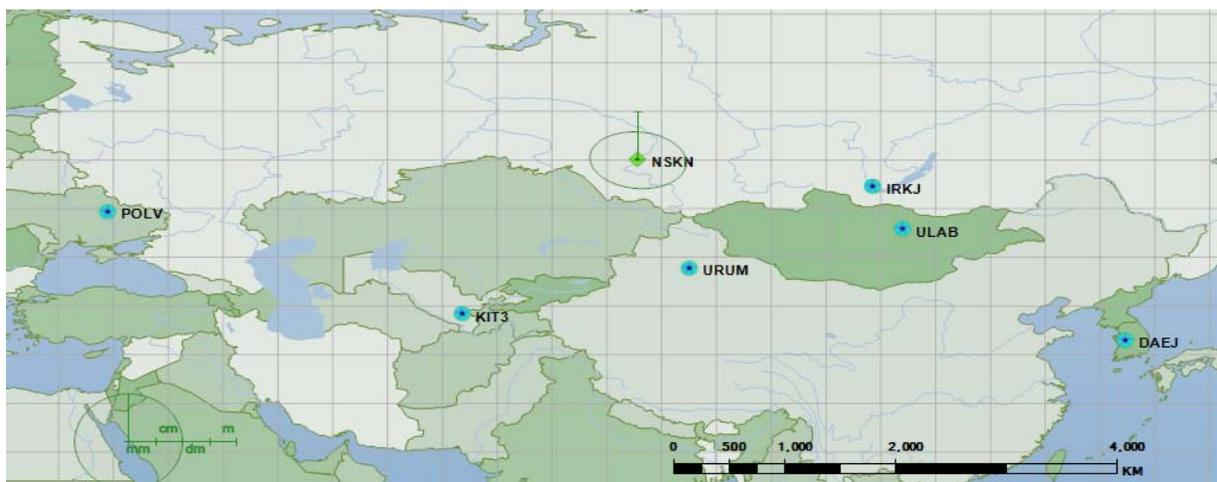 NSKN
IRKJ
POLV
ULAB
URUM
KIT3
DAEJ
cm m
mm dm
0 500 1,000 2,000 4,000
KM